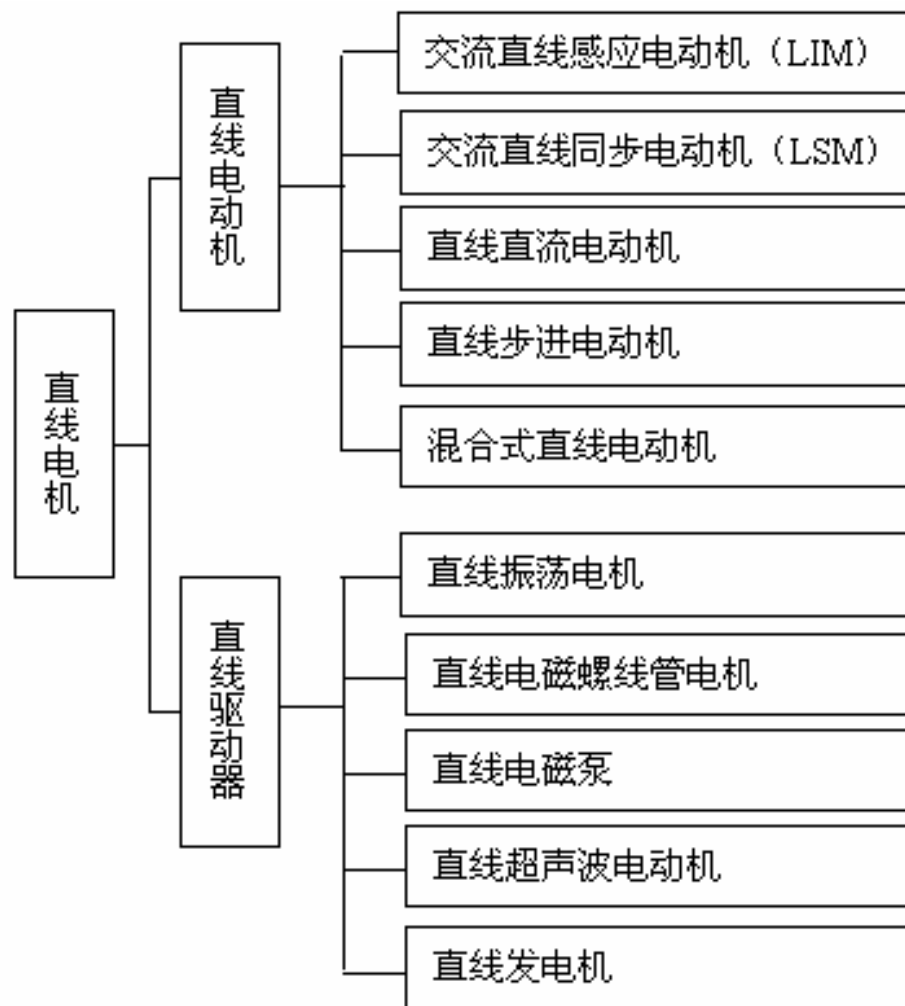 直线电机
直线电动机
交流直线感应电动机（LIM）
交流直线同步电动机（LSM）
直线直流电动机
直线步进电动机
混合式直线电动机
直线驱动器
直线振荡电机
直线电磁螺线管电机
直线电磁泵
直线超声波电动机
直线发电机